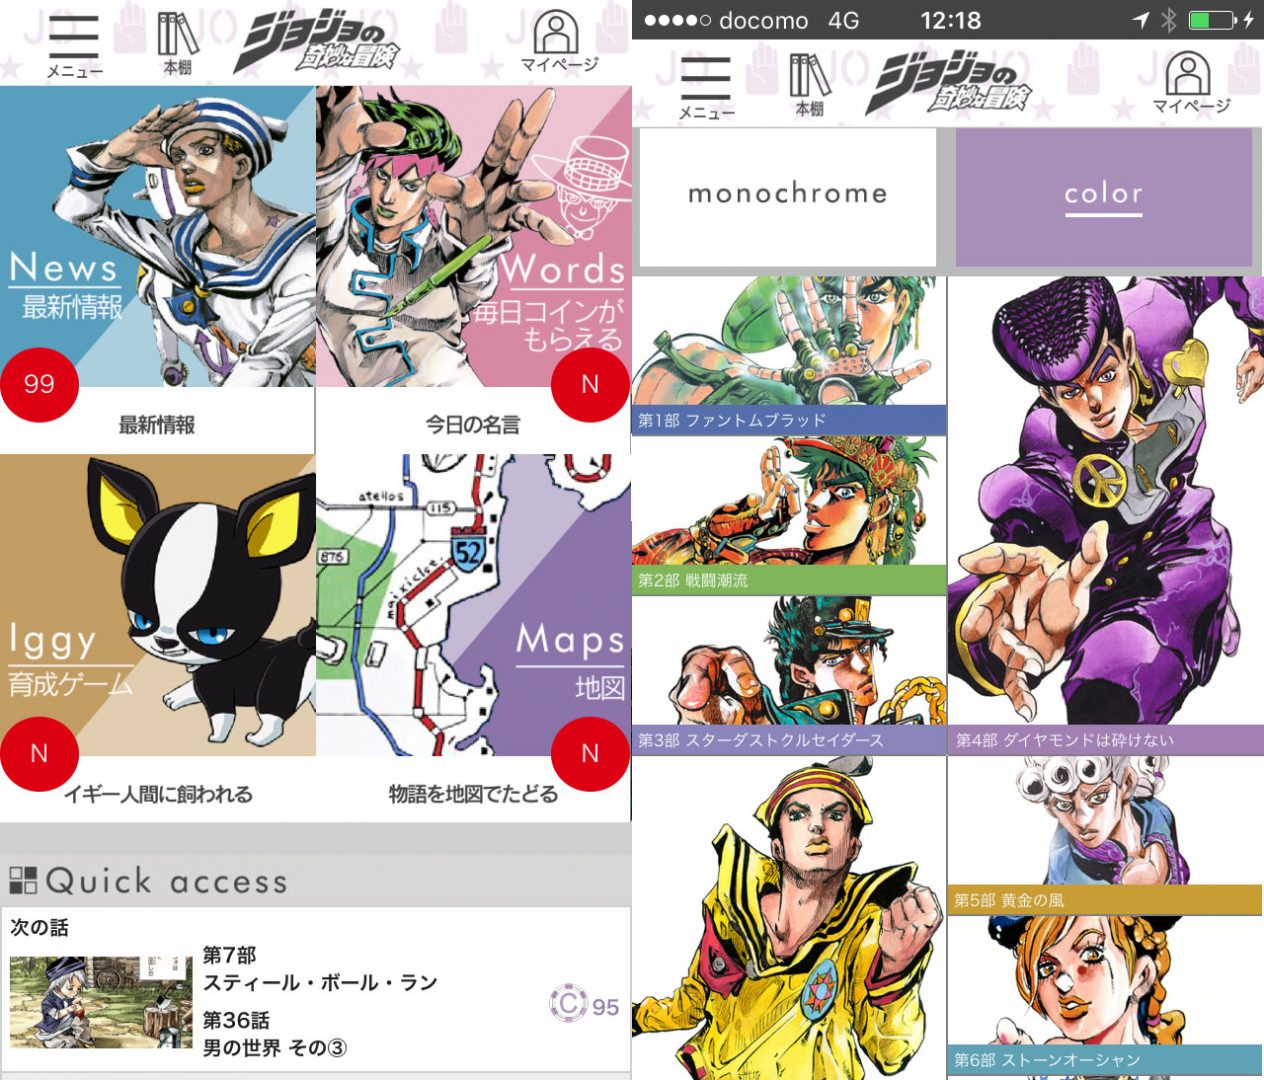 メニュー
本棚
ジョジョの
奇妙な冒険
マイページ
News
最新情報
99
最新情報
Words
毎日コインが
もらえる
N
今日の名言
Iggy
育成ゲーム
N
イギー人間に飼われる
atellos
115
876
52
Maps
地図
N
物語を地図でたどる
Quick access
次の話
第7部
スティール・ボール・ラン
第36話
男の世界 その③
C 95
docomo 4G 12:18
メニュー
本棚
ジョジョの
奇妙な冒険
マイページ
monochrome
color
第1部 ファントムブラッド
第2部 戦闘潮流
第3部 スターダストクルセイダース
第4部 ダイヤモンドは砕けない
第5部 黄金の風
第6部 ストーンオーシャン